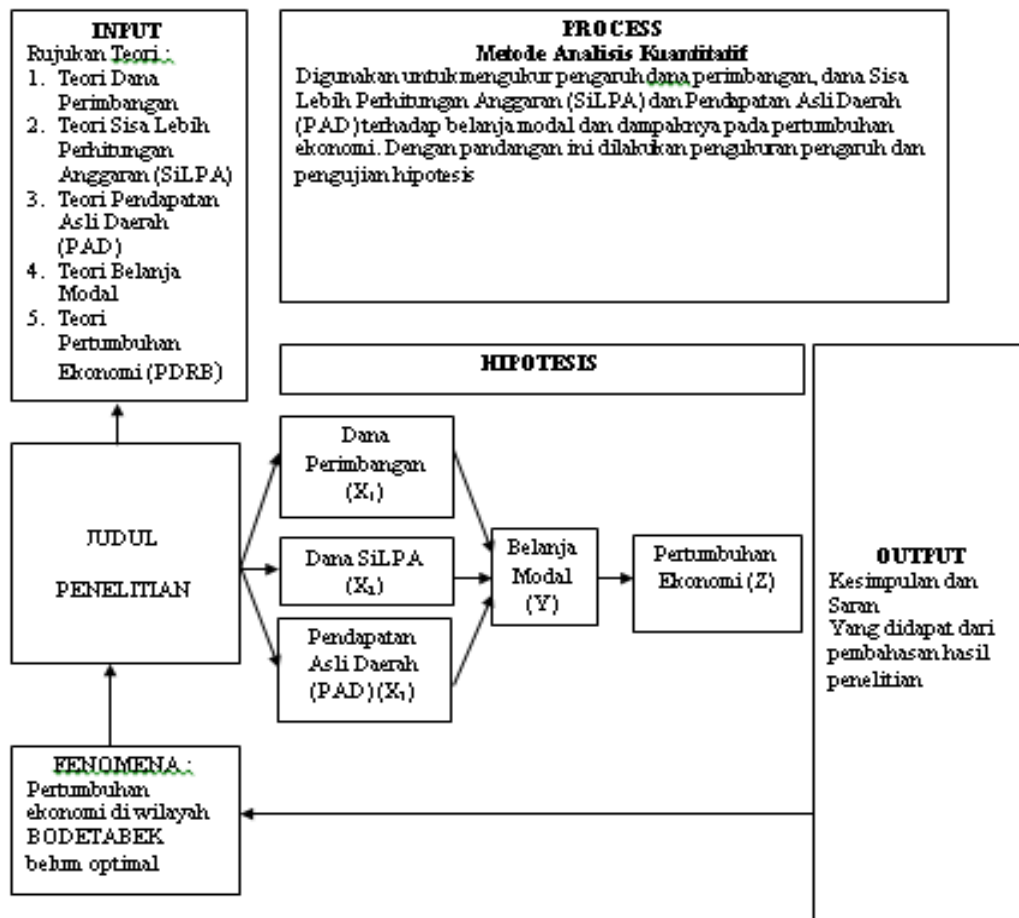 INPUT
Rujukan Teori :
1. Teori Dana
Perimbangan
2. Teori Sisa Lebih
Perhitungan
Anggaran (SiLPA)
3. Teori Pendapatan
Asli Daerah
(PAD)
4. Teori Belanja
Modal
5. Teori
Pertumbuhan
Ekonomi (PDRB)
PROCESS
Metode Analisis Kuantitatif
Digunakan untuk mengukur pengaruh dana perimbangan, dana Sisa
Lebih Perhitungan Anggaran (SiLPA) dan Pendapatan Asli Daerah
(PAD) terhadap belanja modal dan dampaknya pada pertumbuhan
ekonomi. Dengan pandangan ini dilakukan pengukuran pengaruh dan
pengujian hipotesis
HIPOTESIS
JUDUL
PENELITIAN
Dana
Perimbangan
(X₁)
Dana SiLPA
(X₂)
Pendapatan
Asli Daerah
(PAD) (X₁)
Belanja
Modal
(Y)
Pertumbuhan
Ekonomi (Z)
OUTPUT
Kesimpulan dan
Saran
Yang didapat dari
pembahasan hasil
penelitian
FENOMENA :
Pertumbuhan
ekonomi di wilayah
BODETABEK
belum optimal